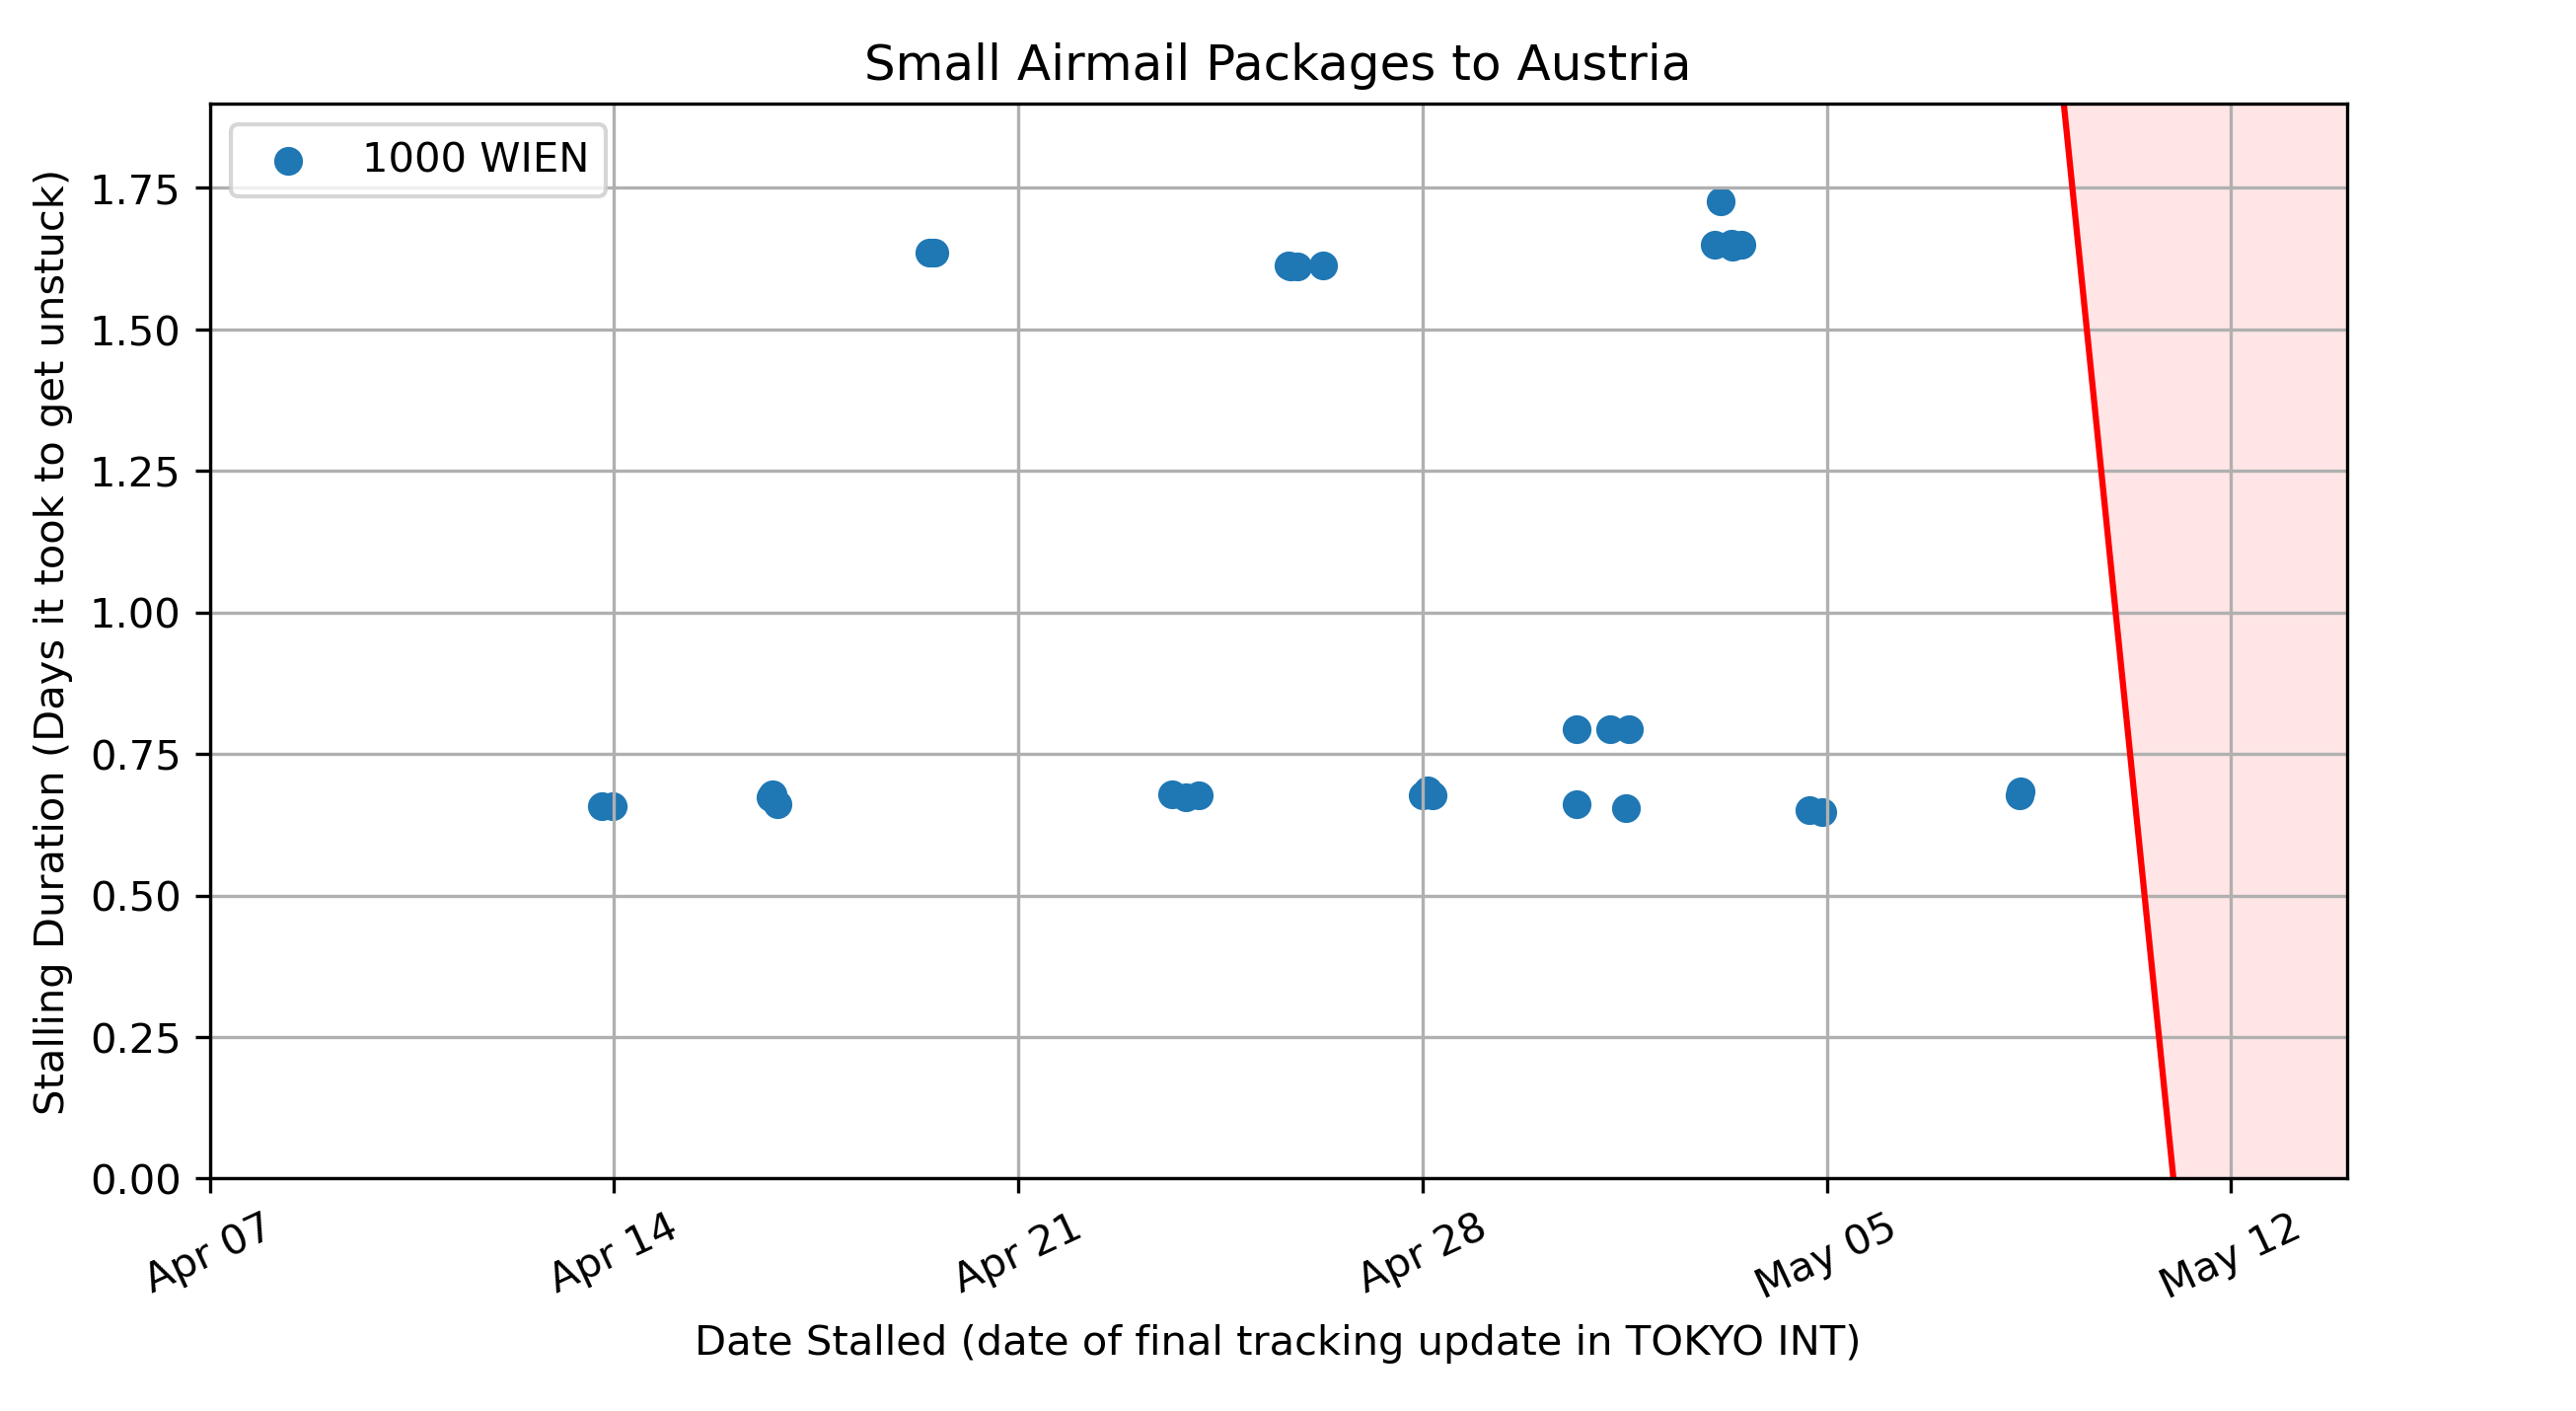 Small Airmail Packages to Austria
1000 WIEN
Stalling Duration (Days it took to get unstuck)
1.75
1.50
1.25
1.00
0.75
0.50
0.25
0.00
Apr 07
Apr 14
Apr 21
Apr 28
May 05
May 12
Date Stalled (date of final tracking update in TOKYO INT)